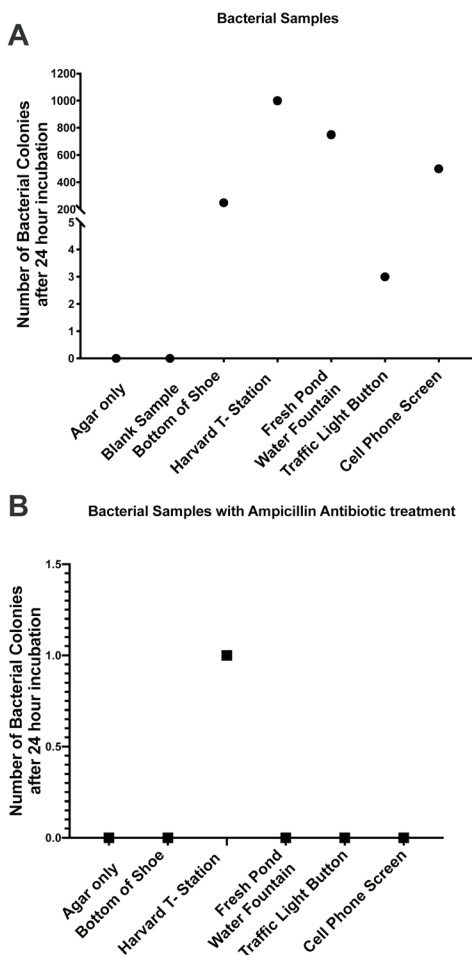 A
Bacterial Samples
Number of Bacterial Colonies
after 24 hour incubation
1200
1000
800
600
400
200
5
4
3
2
1
0
Agar only
Blank Sample
Bottom of Shoe
Harvard T- Station
Fresh Pond
Water Fountain
Traffic Light Button
Cell Phone Screen
B
Bacterial Samples with Ampicillin Antibiotic treatment
Number of Bacterial Colonies
after 24 hour incubation
1.5
1.0
0.5
0.0
Agar only
Bottom of Shoe
Harvard T- Station
Fresh Pond
Water Fountain
Traffic Light Button
Cell Phone Screen